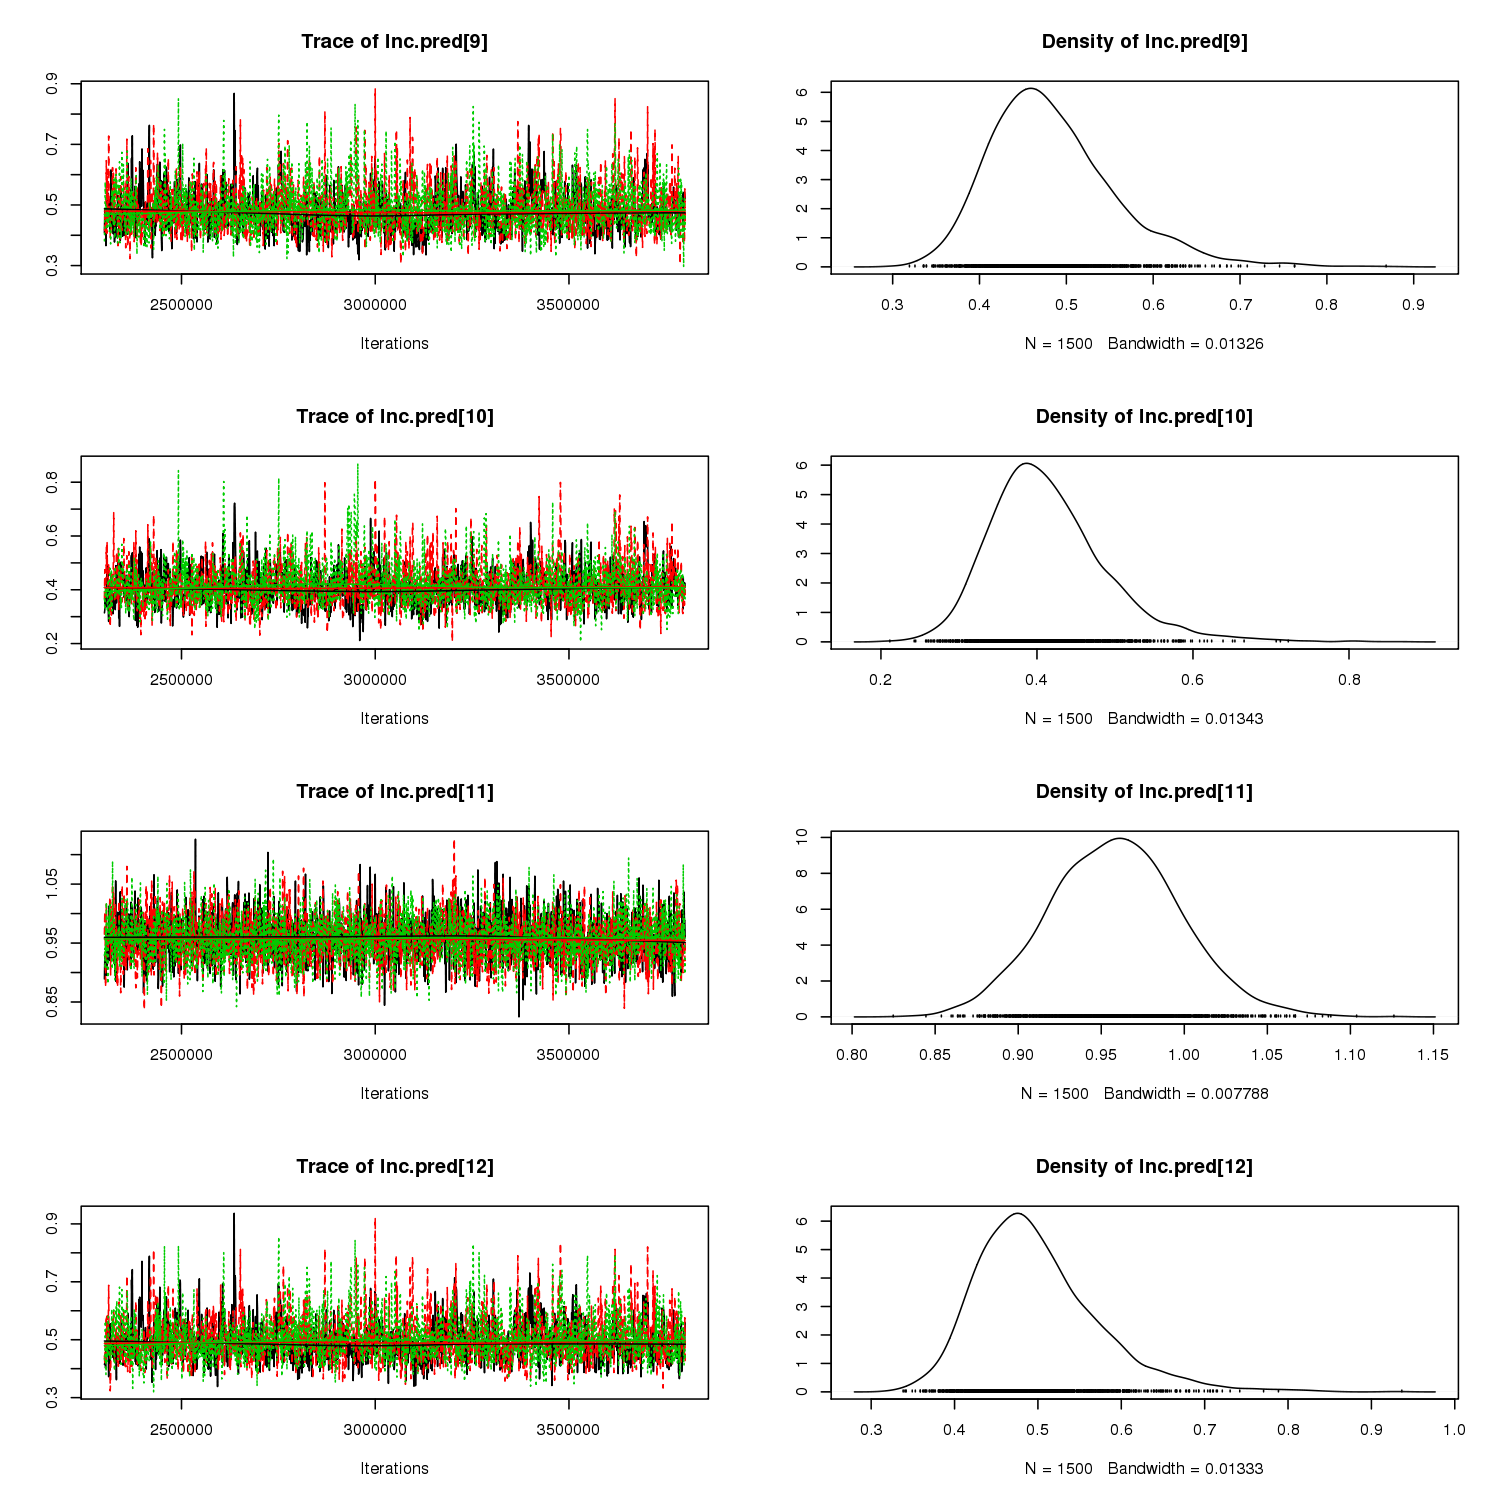 Trace of Inc.pred[9]
0.3 0.5 0.7 0.9
2500000 3000000 3500000
Iterations
Density of Inc.pred[9]
0 1 2 3 4 5 6
0.3 0.4 0.5 0.6 0.7 0.8 0.9
N = 1500 Bandwidth = 0.01326
Trace of Inc.pred[10]
0.2 0.4 0.6 0.8
2500000 3000000 3500000
Iterations
Density of Inc.pred[10]
0 1 2 3 4 5 6
0.2 0.4 0.6 0.8
N = 1500 Bandwidth = 0.01343
Trace of Inc.pred[11]
0.85 0.95 1.05
2500000 3000000 3500000
Iterations
Density of Inc.pred[11]
0 2 4 6 8 10
0.80 0.85 0.90 0.95 1.00 1.05 1.10 1.15
N = 1500 Bandwidth = 0.007788
Trace of Inc.pred[12]
0.3 0.5 0.7 0.9
2500000 3000000 3500000
Iterations
Density of Inc.pred[12]
0 1 2 3 4 5 6
0.3 0.4 0.5 0.6 0.7 0.8 0.9 1.0
N = 1500 Bandwidth = 0.01333